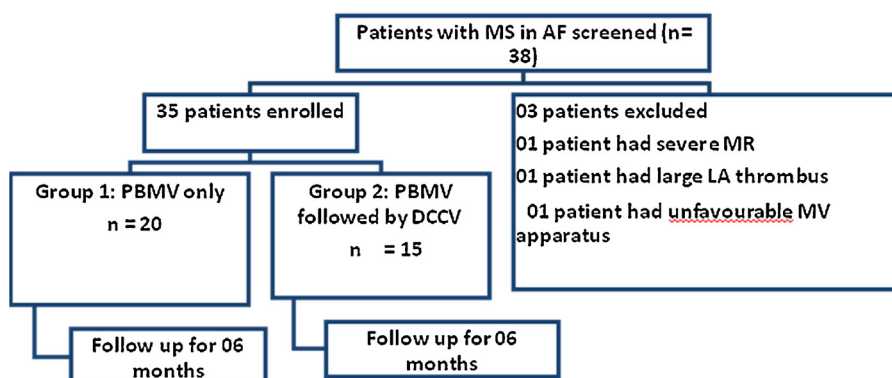 Patients with MS in AF screened (n=
38)
35 patients enrolled
03 patients excluded
01 patient had severe MR
01 patient had large LA thrombus
01 patient had unfavourable MV
apparatus
Group 1: PBMV only
n = 20
Group 2: PBMV
followed by DCCV
n = 15
Follow up for 06
months
Follow up for 06
months